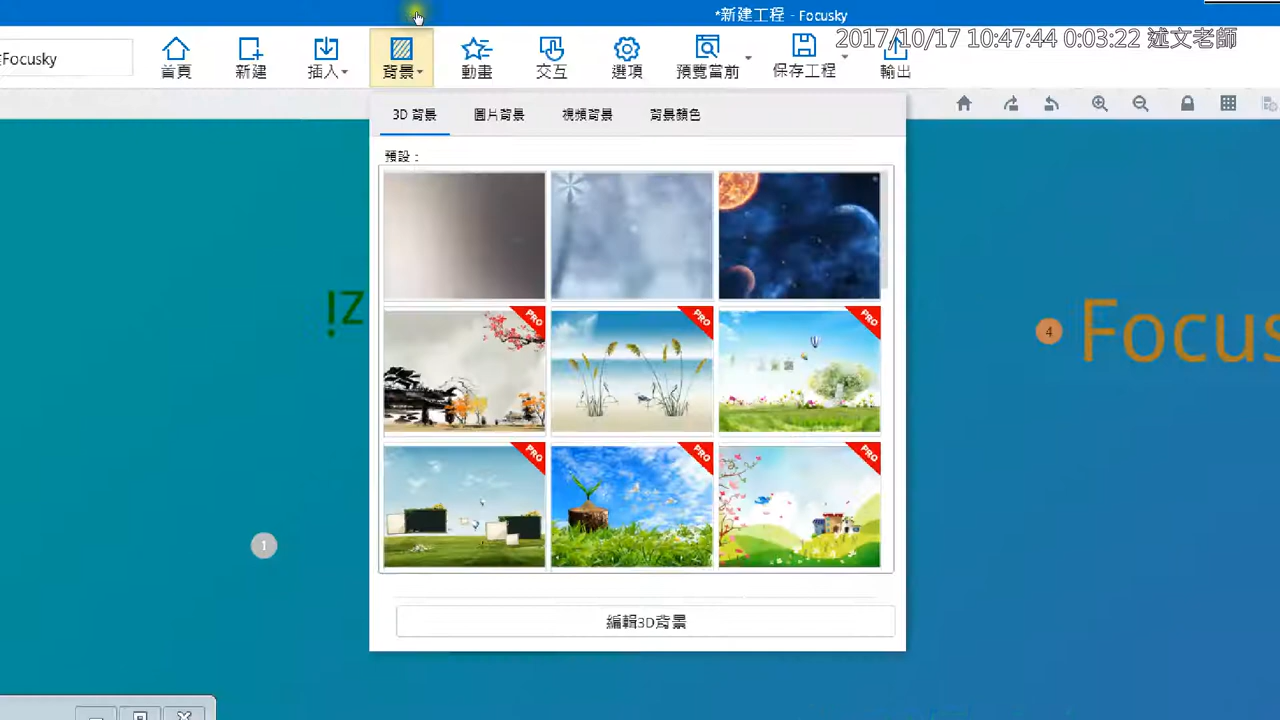 *新建工程 - Focusky
2017/10/17 10:47:44 0:03:22 述文老師
Focusky
首頁
新建
插入
背景
動畫
交互
選項
預覽當前
保存工程
輸出
3D 背景
圖片背景
視頻背景
背景顏色
預設：
PRO
PRO
PRO
PRO
PRO
PRO
4
Focus
1
編輯3D背景